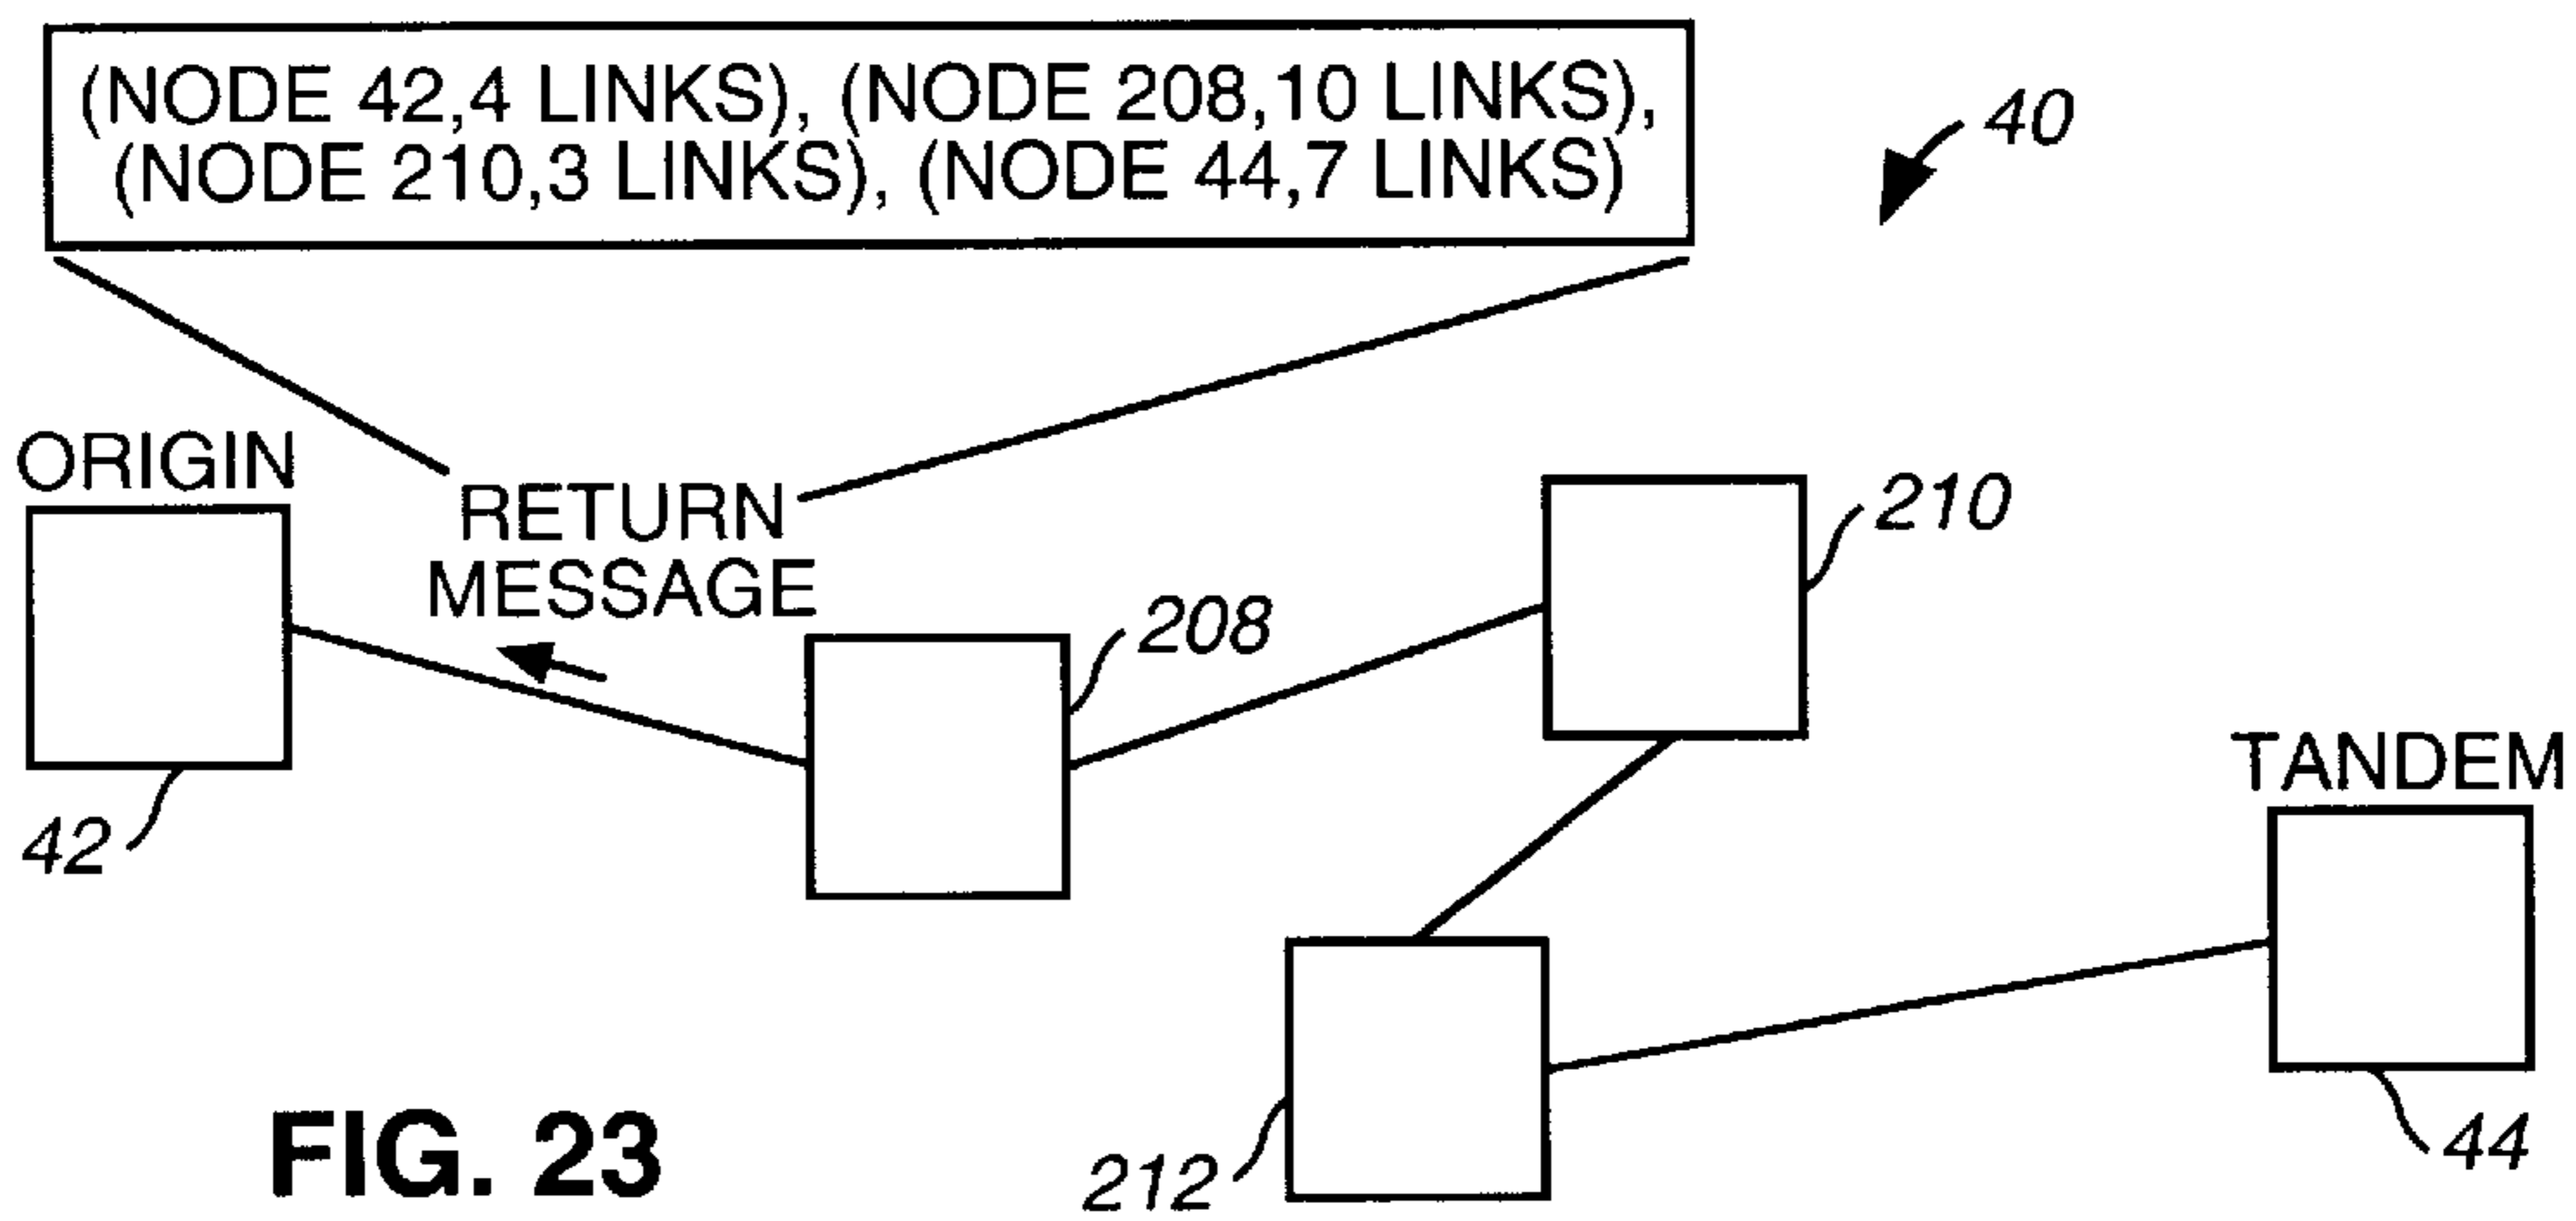 (NODE 42,4 LINKS), (NODE 208,10 LINKS),
(NODE 210,3 LINKS), (NODE 44,7 LINKS)
40
ORIGIN
RETURN
MESSAGE
210
208
TANDEM
42
44
212
FIG. 23